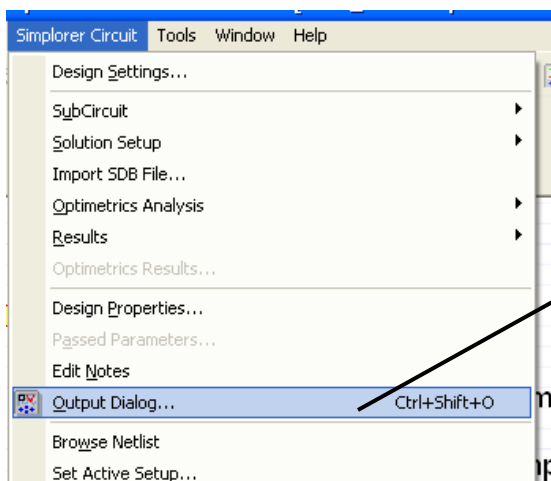 Simplorer Circuit Tools Window Help
Design Settings...
SubCircuit
Solution Setup
Import SDB File...
Optimetrics Analysis
Results
Optimetrics Results...
Design Properties...
Passed Parameters...
Edit Notes
Output Dialog... Ctrl+Shift+O
Browse Netlist
Set Active Setup...